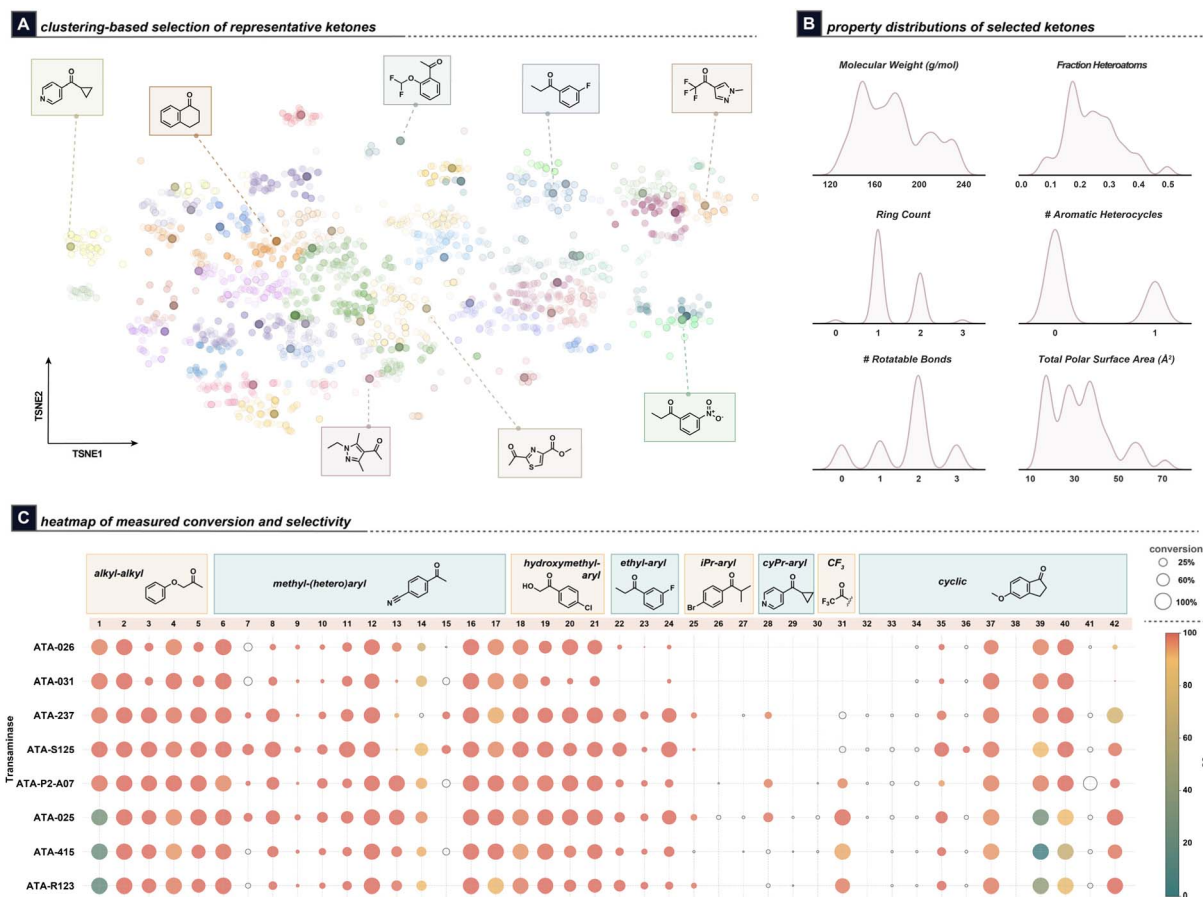 A clustering-based selection of representative ketones
B property distributions of selected ketones
Molecular Weight (g/mol)
120 160 200 240
Fraction Heteroatoms
0.0 0.1 0.2 0.3 0.4 0.5
Ring Count
0 1 2 3
# Aromatic Heterocycles
0 1
# Rotatable Bonds
0 1 2 3
Total Polar Surface Area (Å²)
10 30 50 70
TSNE2
TSNE1
C heatmap of measured conversion and selectivity
alkyl-alkyl
methyl-(hetero)aryl
hydroxymethyl-
aryl
ethyl-aryl
iPr-aryl
cyPr-aryl
CF3
cyclic
conversion
25%
60%
100%
1 2 3 4 5 6 7 8 9 10 11 12 13 14 15 16 17 18 19 20 21 22 23 24 25 26 27 28 29 30 31 32 33 34 35 36 37 38 39 40 41 42
Transaminase
ATA-026
ATA-031
ATA-237
ATA-S125
ATA-P2-A07
ATA-025
ATA-415
ATA-R123
100
80
60
40
20
0